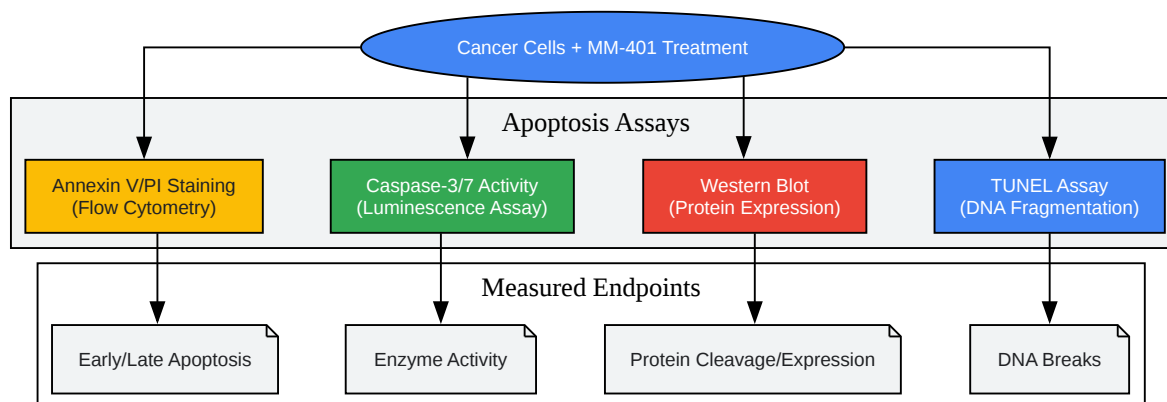 Cancer Cells + MM-401 Treatment
Apoptosis Assays
Annexin V/PI Staining
(Flow Cytometry)
Caspase-3/7 Activity
(Luminescence Assay)
Western Blot
(Protein Expression)
TUNEL Assay
(DNA Fragmentation)
Measured Endpoints
Early/Late Apoptosis
Enzyme Activity
Protein Cleavage/Expression
DNA Breaks